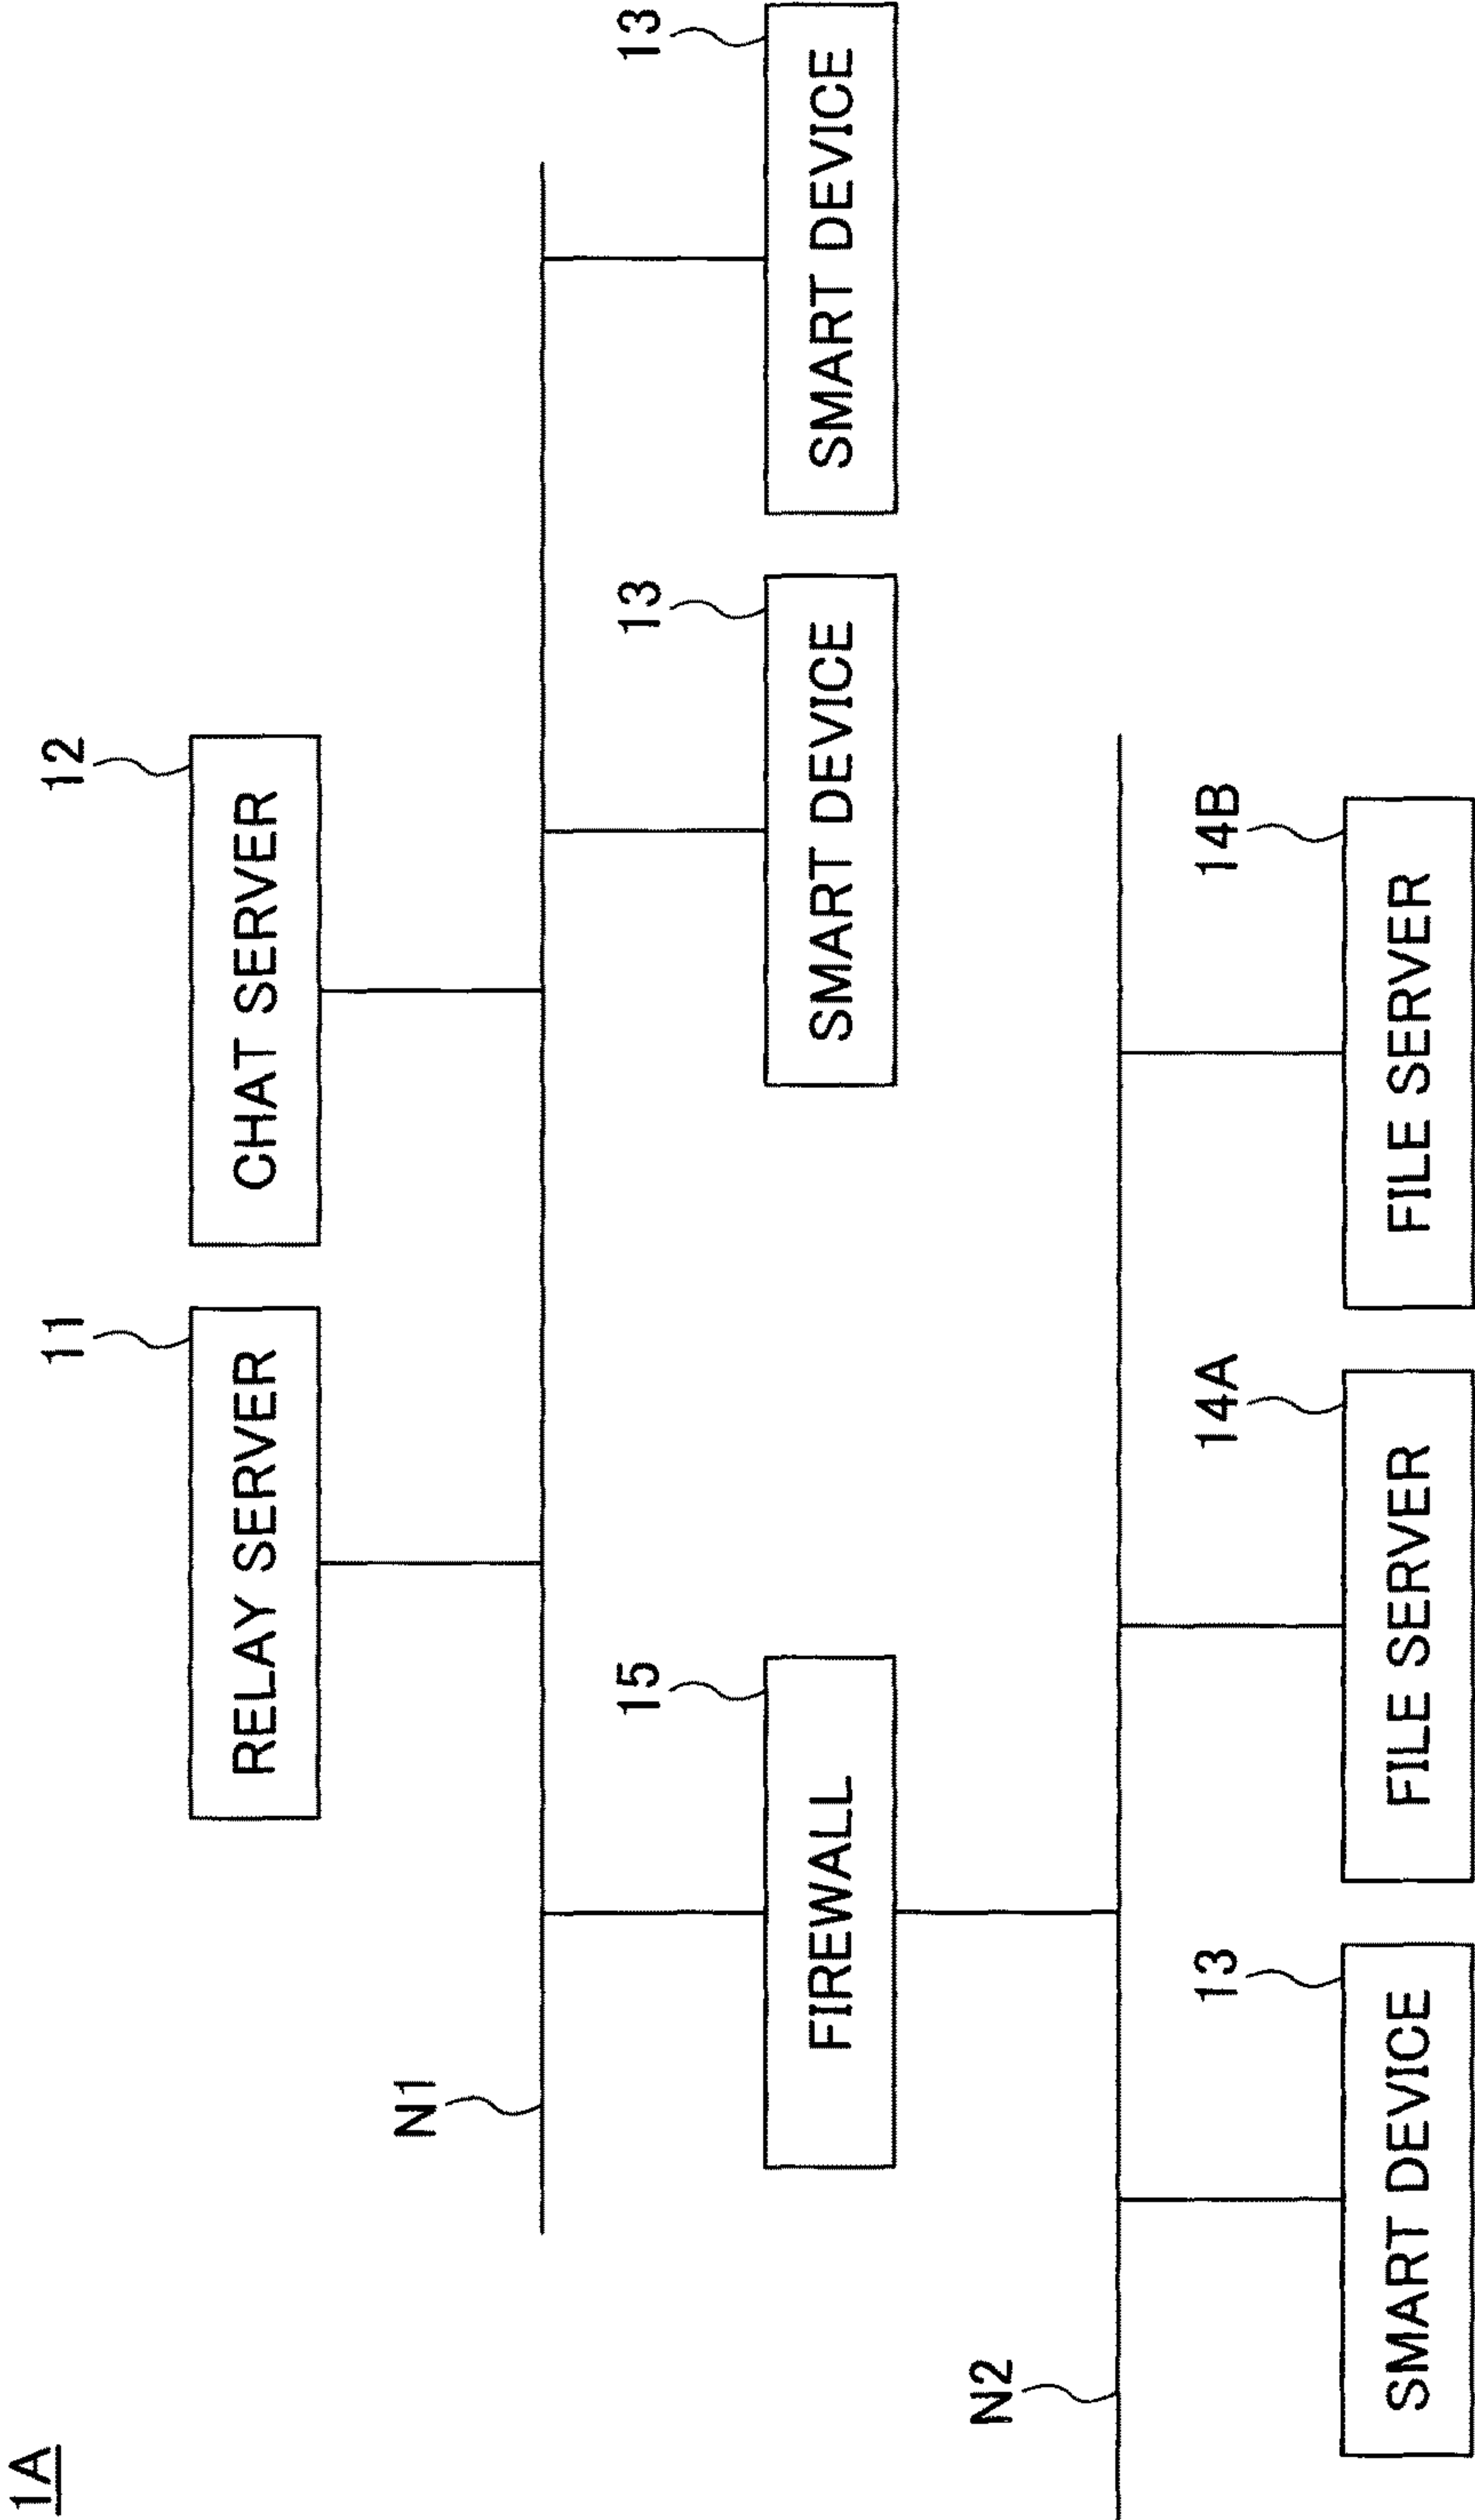 1A
11
12
RELAY SERVER
CHAT SERVER
N1
15
13
13
FIREWALL
SMART DEVICE
SMART DEVICE
N2
13
14A
14B
SMART DEVICE
FILE SERVER
FILE SERVER